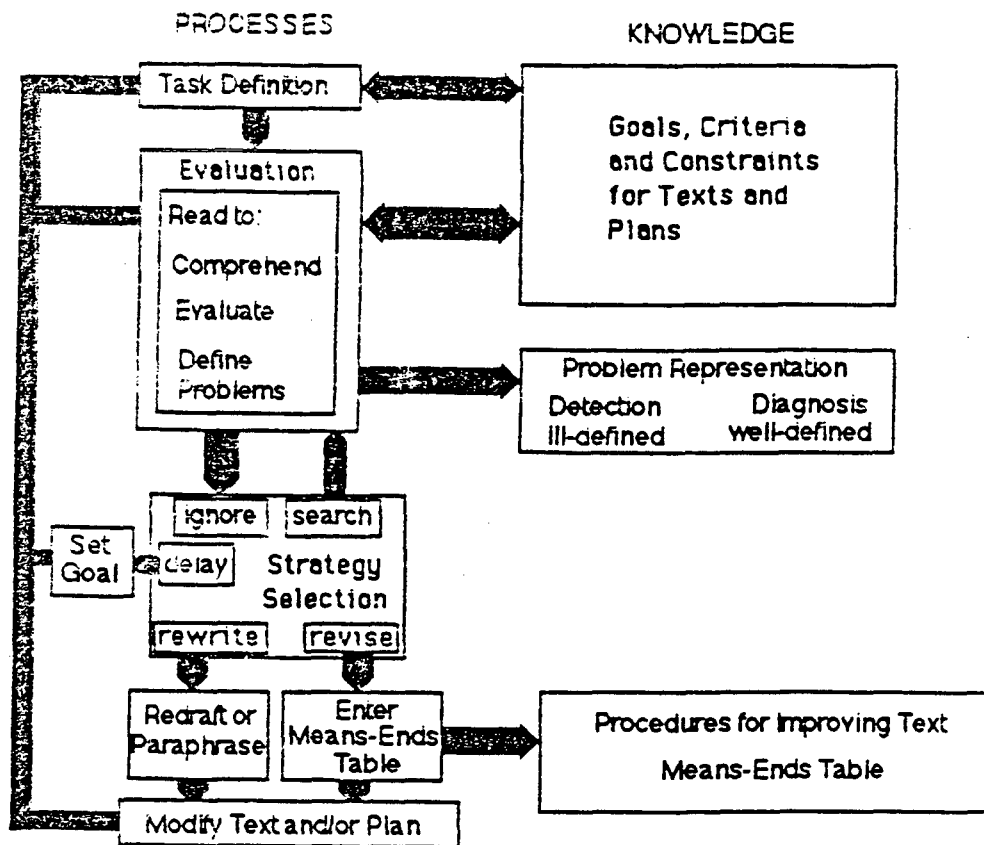 PROCESSES
KNOWLEDGE
Task Definition
Goals, Criteria
and Constraints
for Texts and
Plans
Evaluation
Read to:
Comprehend
Evaluate
Define
Problems
Problem Representation
Detection
ill-defined
Diagnosis
well-defined
ignore
search
Set
Goal
delay
Strategy
Selection
rewrite
revise
Redraft or
Paraphrase
Enter
Means-Ends
Table
Procedures for Improving Text
Means-Ends Table
Modify Text and/or Plan